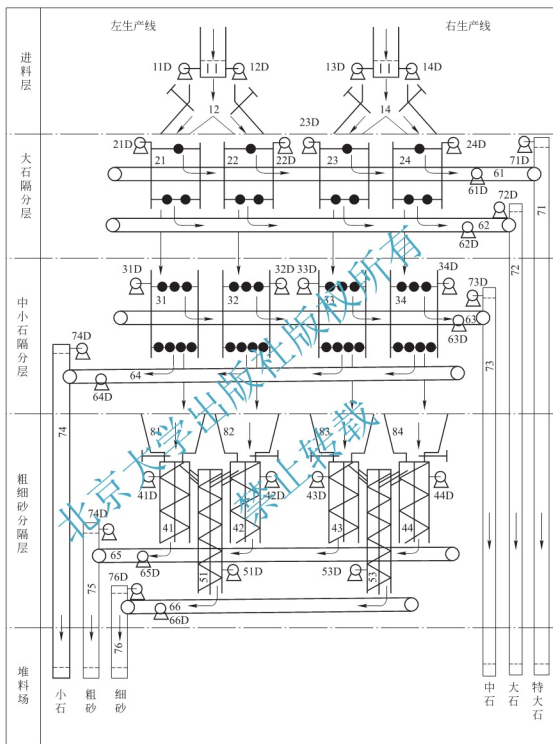 左生产线
右生产线
进料层
11D
12D
13D
14D
12
14
23D
大石隔分层
21D
22D
24D
71D
21
22
23
24
61
61D
71
72D
62
62D
72
中小石隔分层
31D
32D
33D
34D
73D
31
32
33
34
63
63D
73
74D
64
64D
74
粗细砂分隔层
81
82
83
84
41D
42D
43D
44D
41
42
43
44
74D
65
65D
51
51D
53D
53
75
76D
66
66D
76
堆料场
小石
粗砂
细砂
中石
大石
特大石
北京大学出版社版权所有
禁止转载